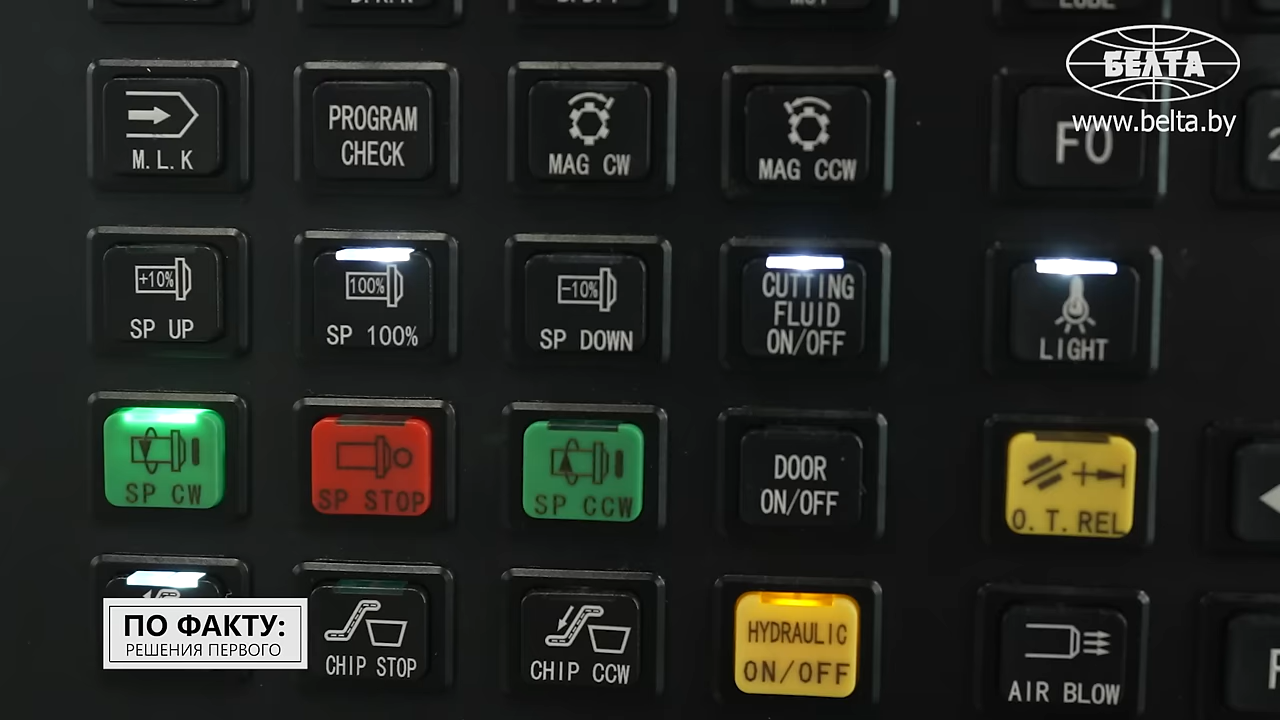 БЕЛТА
www.belta.by
M.L.K
PROGRAM
CHECK
MAG CW
MAG CCW
F0
+10%
SP UP
100%
SP 100%
-10%
SP DOWN
CUTTING
FLUID
ON/OFF
LIGHT
SP CW
SP STOP
SP CCW
DOOR
ON/OFF
O.T.REL
CHIP STOP
CHIP CCW
HYDRAULIC
ON/OFF
AIR BLOW
ПО ФАКТУ:
РЕШЕНИЯ ПЕРВОГО